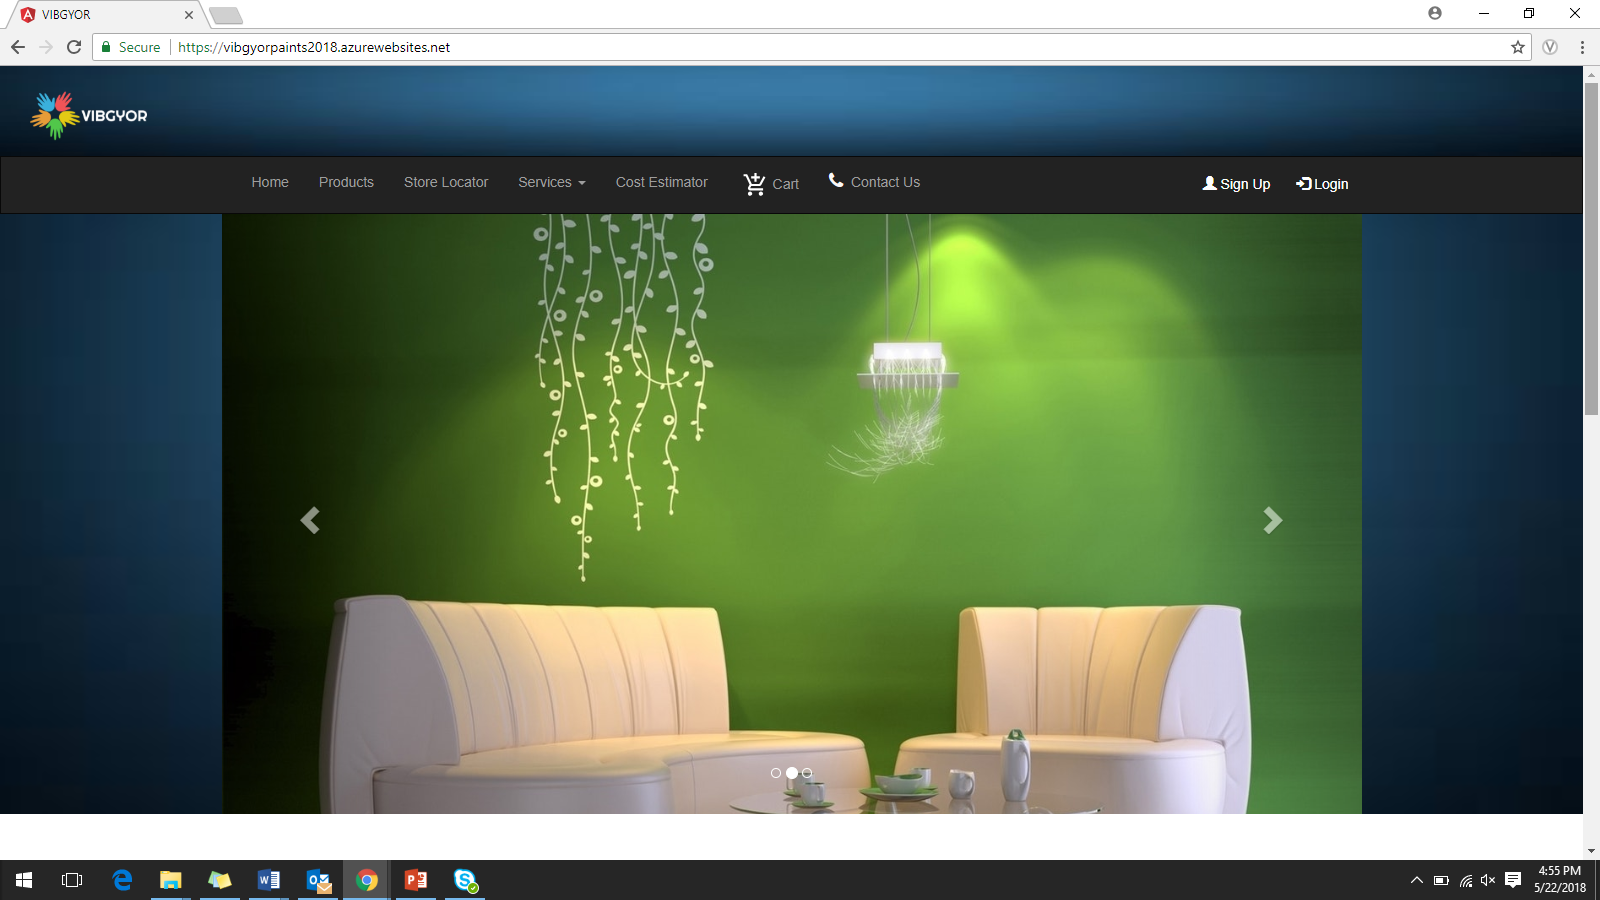 VIBGYOR
Secure https://vibgyorpaints2018.azurewebsites.net
VIBGYOR
Home Products Store Locator Services Cost Estimator Cart Contact Us Sign Up Login
4:55 PM
5/22/2018